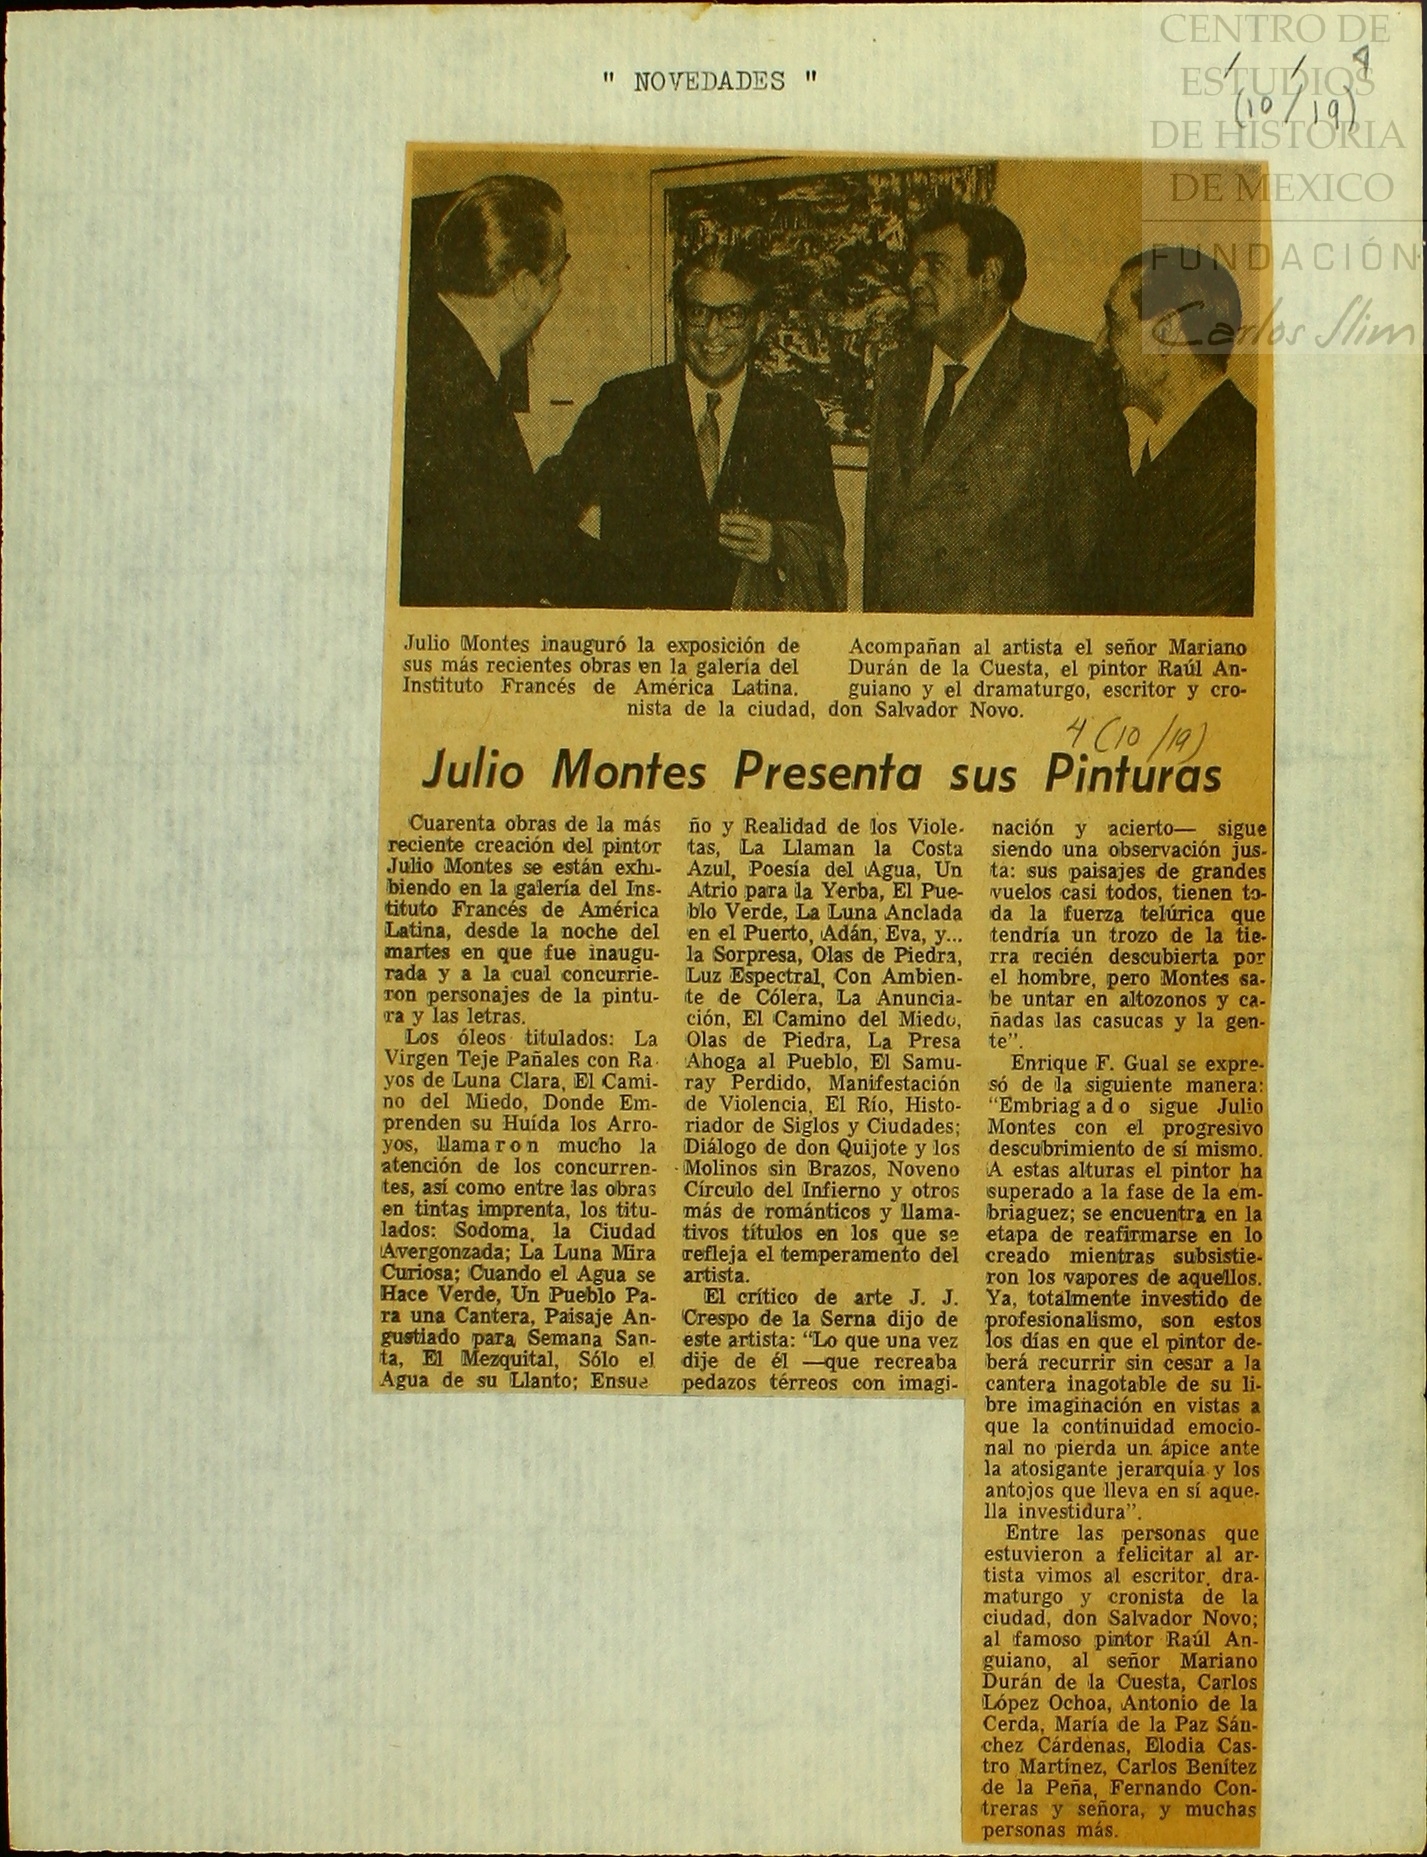 " NOVEDADES "
CENTRO DE
ESTUDIOS
DE HISTORIA
DE MEXICO
FUNDACIÓN
Carlos Slim
(10/19)
Julio Montes inauguró la exposición de
sus más recientes obras en la galería del
Instituto Francés de América Latina.
Acompañan al artista el señor Mariano
Durán de la Cuesta, el pintor Raúl An-
guiano y el dramaturgo, escritor y cro-
nista de la ciudad, don Salvador Novo.
4 (10/19)
Julio Montes Presenta sus Pinturas
Cuarenta obras de la más
reciente creación del pintor
Julio Montes se están exhi-
biendo en la galería del Ins-
tituto Francés de América
Latina, desde la noche del
martes en que fue inaugu-
rada y a la cual concurrie-
ron personajes de la pintu-
ra y las letras.
Los óleos titulados: La
Virgen Teje Pañales con Ra-
yos de Luna Clara, El Cami-
no del Miedo, Donde Em-
prenden su Huída los Arro-
yos, llamaron mucho la
atención de los concurren-
tes, así como entre las obras
en tintas imprenta, los titu-
lados: Sodoma, la Ciudad
Avergonzada; La Luna Mira
Curiosa; Cuando el Agua se
Hace Verde, Un Pueblo Pa-
ra una Cantera, Paisaje An-
gustiado para Semana San-
ta, El Mezquital, Sólo el
Agua de su Llanto; Ensue
ño y Realidad de los Viole-
tas, La Llaman la Costa
Azul, Poesía del Agua, Un
Atrio para la Yerba, El Pue-
blo Verde, La Luna Anclada
en el Puerto, Adán, Eva, y...
la Sorpresa, Olas de Piedra,
Luz Espectral, Con Ambien-
te de Cólera, La Anuncia-
ción, El Camino del Miedo,
Olas de Piedra, La Presa
Ahoga al Pueblo, El Samu-
ray Perdido, Manifestación
de Violencia, El Río, Histo-
riador de Siglos y Ciudades;
Diálogo de don Quijote y los
Molinos sin Brazos, Noveno
Círculo del Infierno y otros
más de románticos y llama-
tivos títulos en los que se
refleja el temperamento del
artista.
El crítico de arte J. J.
Crespo de la Serna dijo de
este artista: "Lo que una vez
dije de él —que recreaba
pedazos térreos con imagi-
nación y acierto— sigue
siendo una observación jus-
ta: sus paisajes de grandes
vuelos casi todos, tienen to-
da la fuerza telúrica que
tendría un trozo de la tie-
rra recién descubierta por
el hombre, pero Montes sa-
be untar en altozonos y ca-
ñadas las casucas y la gen-
te".
Enrique F. Gual se expre-
só de la siguiente manera:
"Embriagado sigue Julio
Montes con el progresivo
descubrimiento de sí mismo.
A estas alturas el pintor ha
superado a la fase de la em-
briaguez; se encuentra en la
etapa de reafirmarse en lo
creado mientras subsistie-
ron los vapores de aquellos.
Ya, totalmente investido de
profesionalismo, son estos
los días en que el pintor de-
berá recurrir sin cesar a la
cantera inagotable de su li-
bre imaginación en vistas a
que la continuidad emocio-
nal no pierda un ápice ante
la atosigante jerarquía y los
antojos que lleva en sí aque-
lla investidura".
Entre las personas que
estuvieron a felicitar al ar-
tista vimos al escritor, dra-
maturgo y cronista de la
ciudad, don Salvador Novo;
al famoso pintor Raúl An-
guiano, al señor Mariano
Durán de la Cuesta, Carlos
López Ochoa, Antonio de la
Cerda, María de la Paz Sán-
chez Cárdenas, Elodia Cas-
tro Martínez, Carlos Benítez
de la Peña, Fernando Con-
treras y señora, y muchas
personas más.